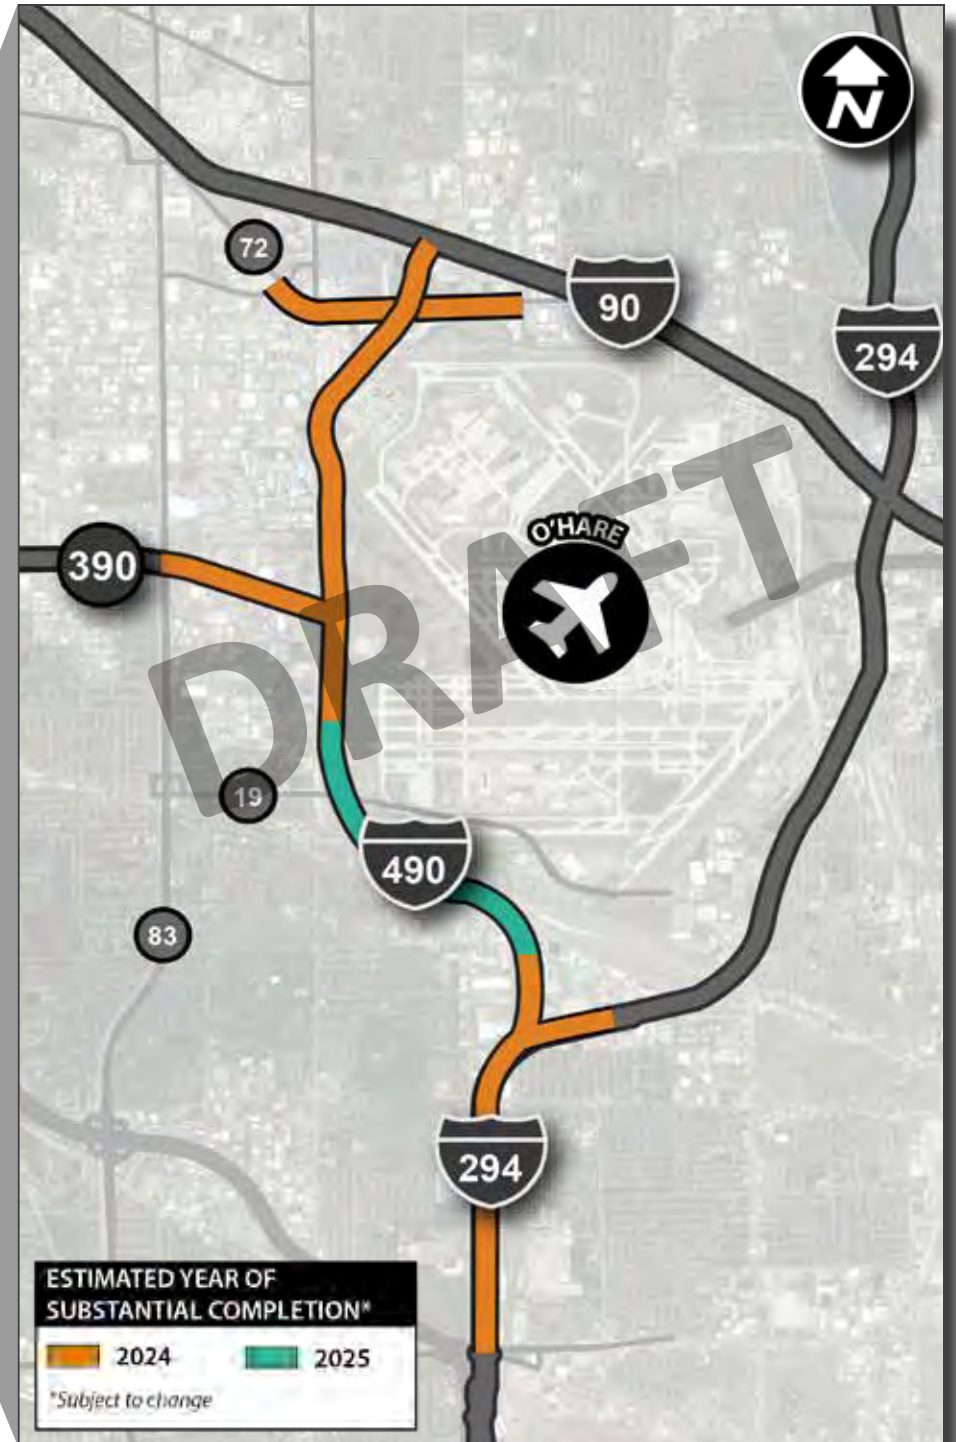 N
72
90
294
O'HARE
390
DRAFT
19
490
83
294
ESTIMATED YEAR OF
SUBSTANTIAL COMPLETION*
2024 2025
*Subject to change